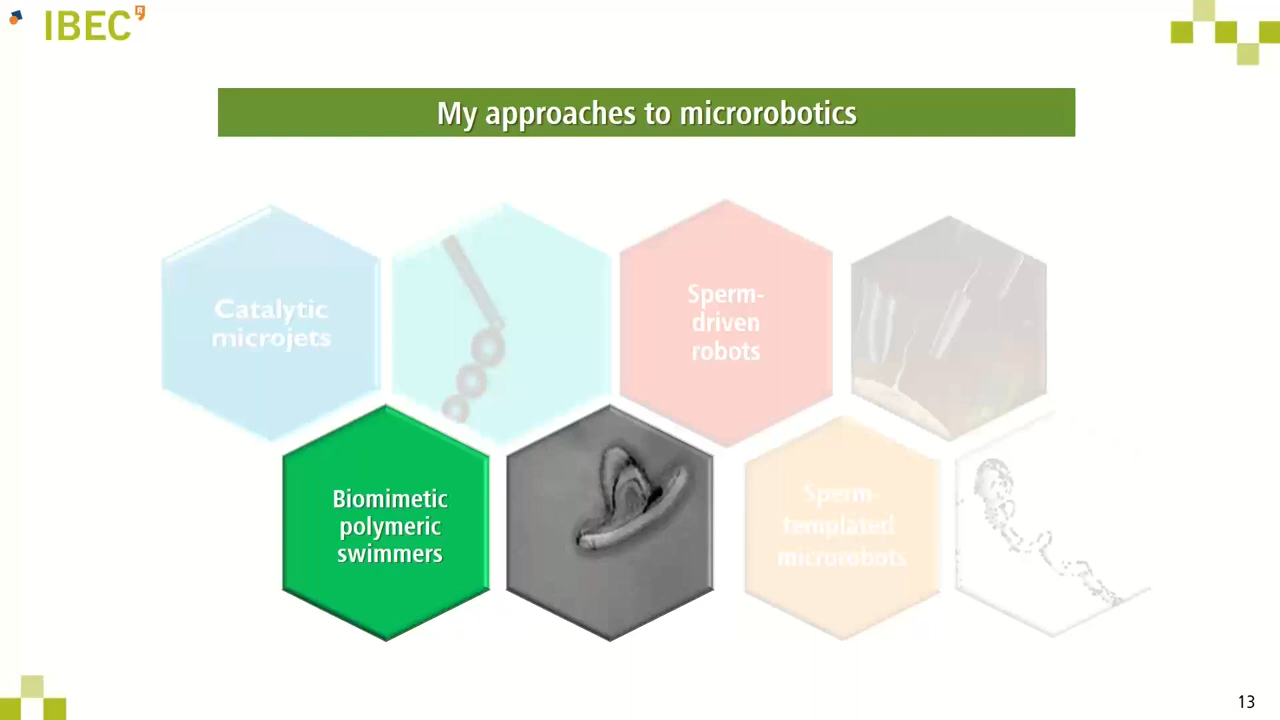 IBEC
My approaches to microrobotics
Catalytic
microjets
Sperm-
driven
robots
Biomimetic
polymeric
swimmers
Sperm-
templated
microrobots
13